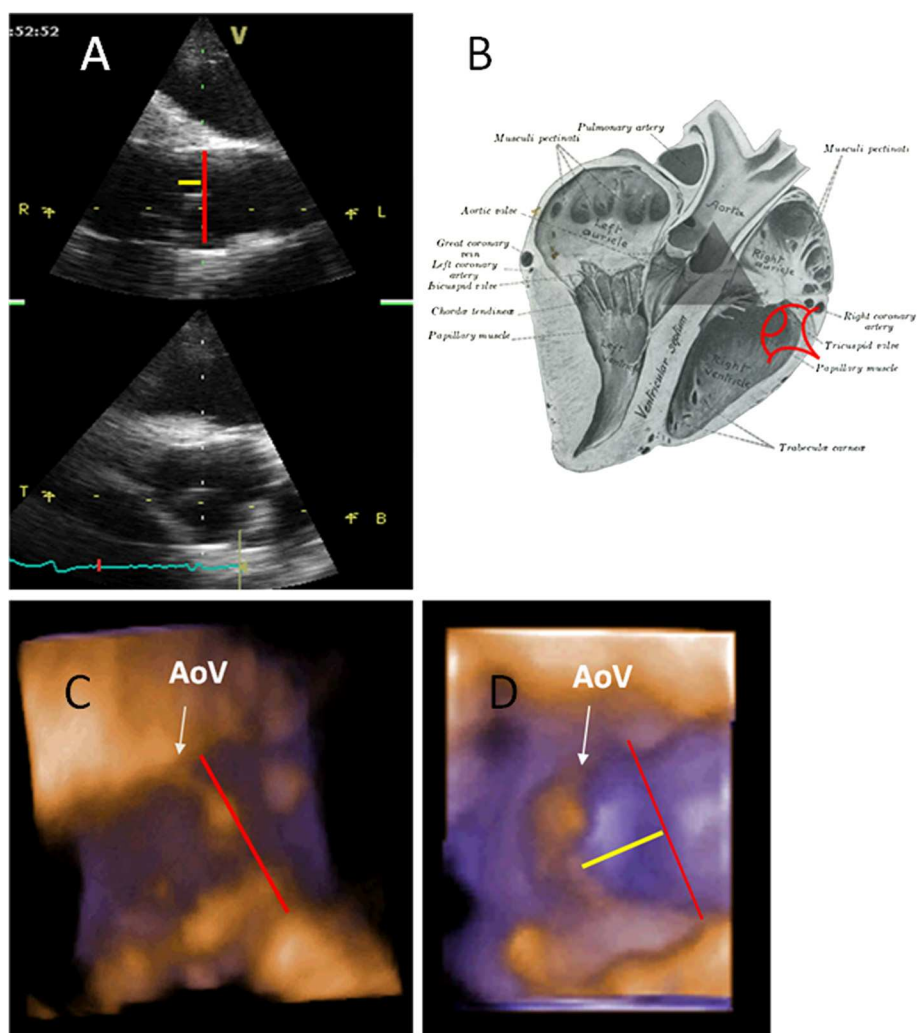 :52:52
V
A
R
L
T
B
B
Musculi pectinati
Pulmonary artery
Musculi pectinati
Aortic valve
Great coronary
vein
Left coronary
artery
Bicuspid valve
Chordæ tendineæ
Papillary muscle
Left
auricle
Aorta
Right
auricle
Left
ventricle
Ventricular septum
Right
ventricle
Right coronary
artery
Tricuspid valve
Papillary muscle
Trabeculæ carneæ
C
AoV
D
AoV